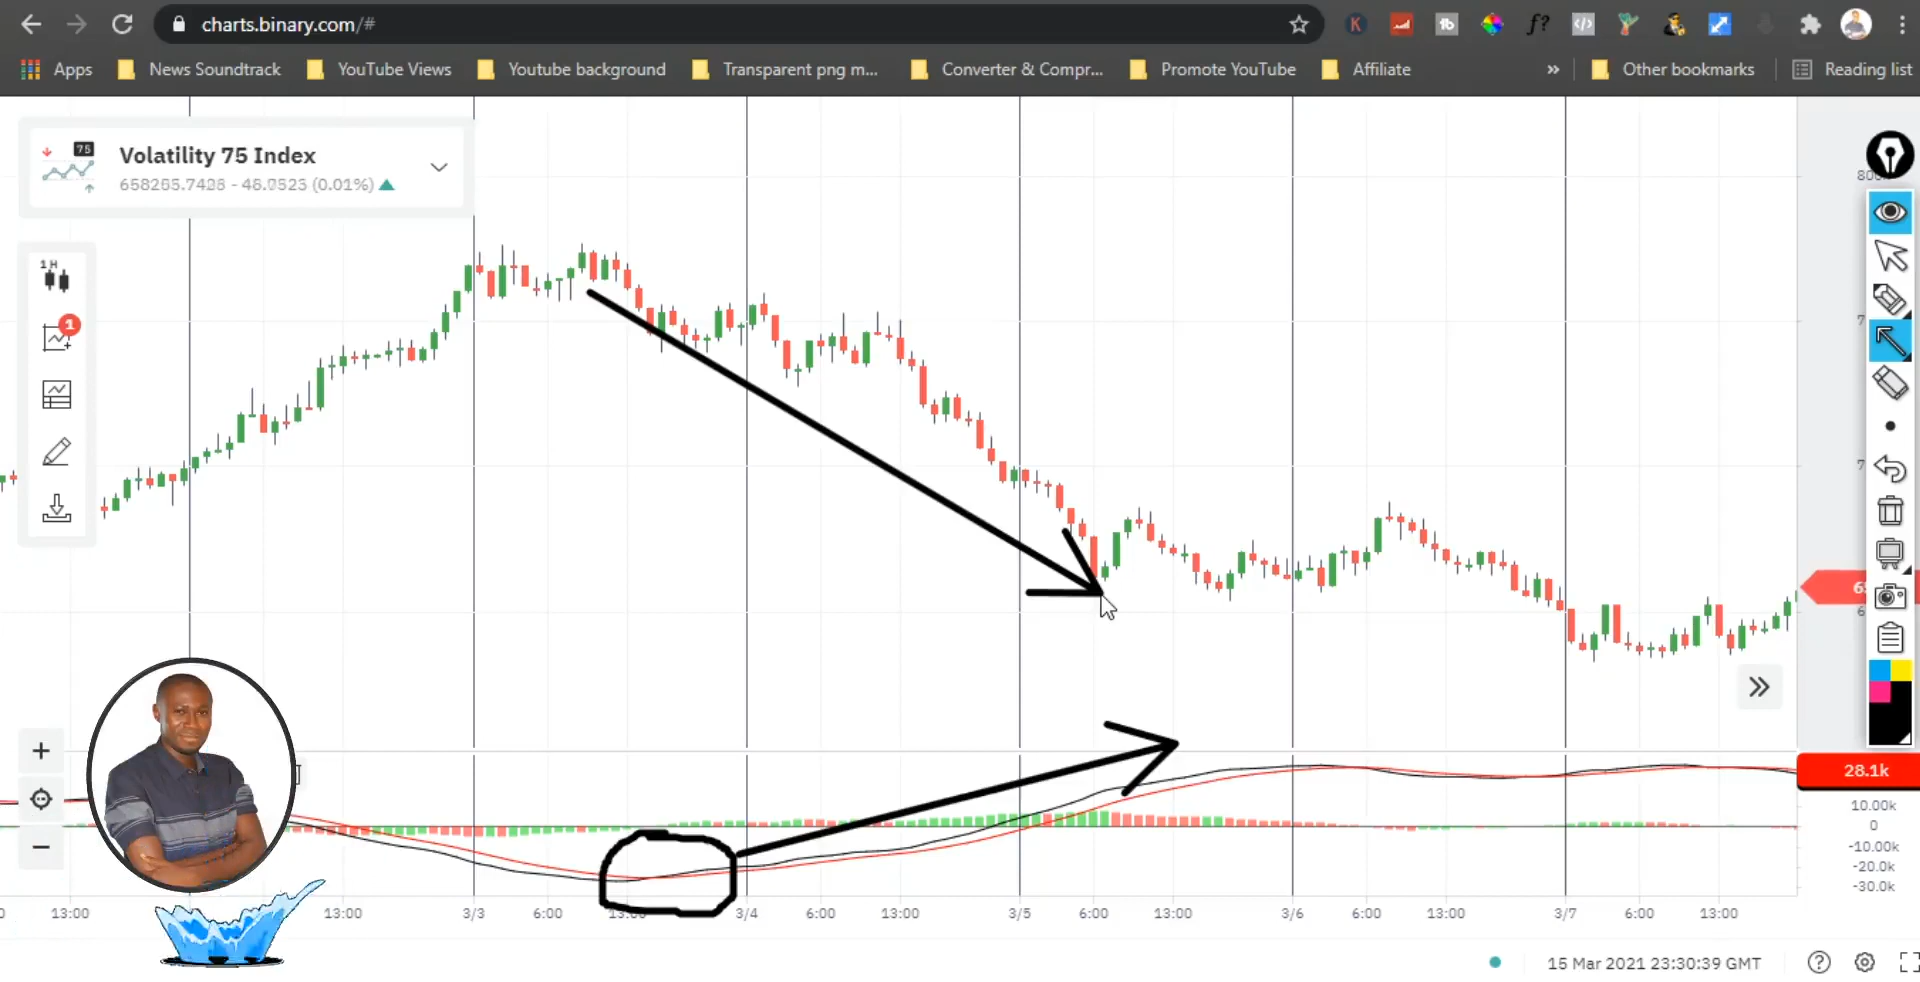 charts.binary.com/#
K
tb
f?
</>
Apps
News Soundtrack
YouTube Views
Youtube background
Transparent png m...
Converter & Compr...
Promote YouTube
Affiliate
»
Other bookmarks
Reading list
75
Volatility 75 Index
(0.01%)
1H
1
28.1k
10.00k
0
-10.00k
-20.0k
-30.0k
13:00
13:00
3/3
6:00
13:00
3/4
6:00
13:00
3/5
6:00
13:00
3/6
6:00
13:00
3/7
6:00
13:00
15 Mar 2021 23:30:39 GMT